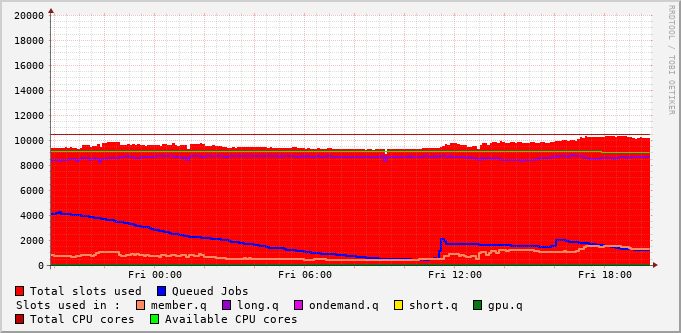 RRDTOOL / TOBI OETIKER
20000
18000
16000
14000
12000
10000
8000
6000
4000
2000
0
Fri 00:00 Fri 06:00 Fri 12:00 Fri 18:00
Total slots used Queued Jobs
Slots used in : member.q long.q ondemand.q short.q gpu.q
Total CPU cores Available CPU cores